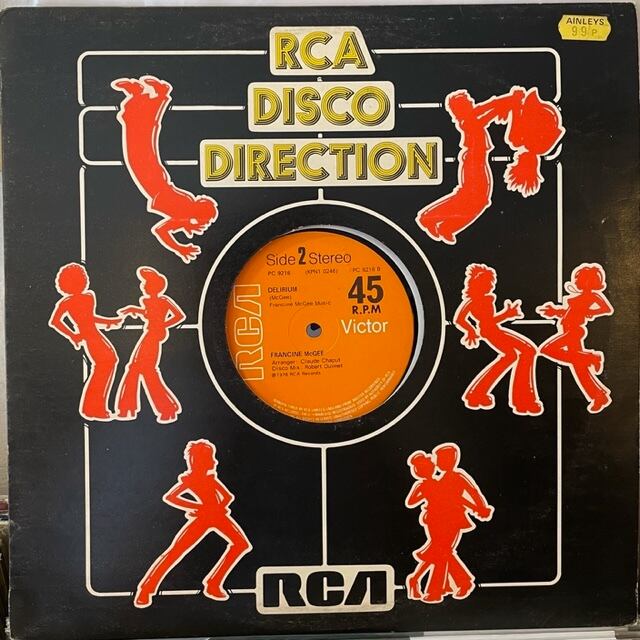 AINLEYS
99P
RCA
DISCO
DIRECTION
Side 2 Stereo
PC 9216 (KPN1 0246) PC 9216 B
DELIRIUM
(McGee)
Francine McGee Music
45
R.P.M
RCA
Victor
FRANCINE McGEE
Arranger: Claude Chaput
Disco Mix: Robert Ouimet
℗ 1976 RCA Records
RCA